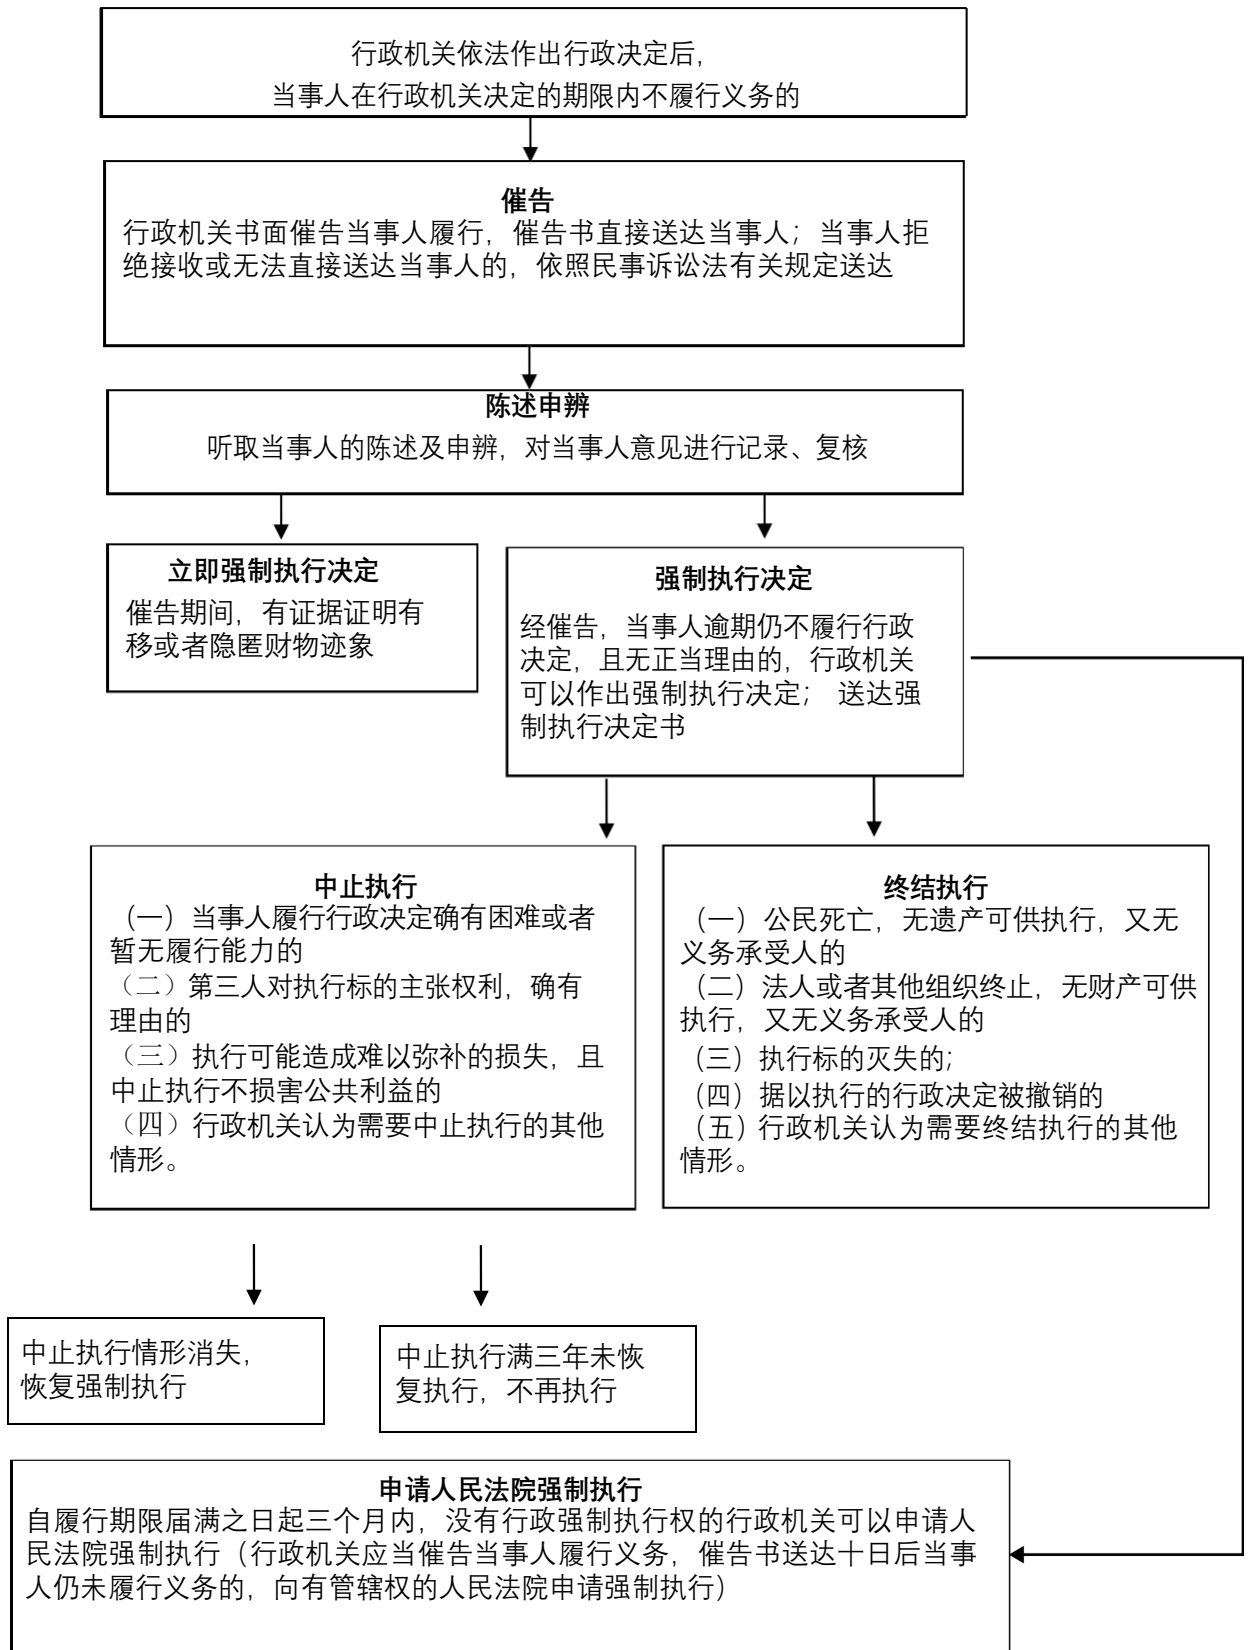 行政机关依法作出行政决定后，
当事人在行政机关决定的期限内不履行义务的
催告
行政机关书面催告当事人履行，催告书直接送达当事人；当事人拒
绝接收或无法直接送达当事人的，依照民事诉讼法有关规定送达
陈述申辨
听取当事人的陈述及申辨，对当事人意见进行记录、复核
立即强制执行决定
催告期间，有证据证明有
移或者隐匿财物迹象
强制执行决定
经催告，当事人逾期仍不履行行政
决定，且无正当理由的，行政机关
可以作出强制执行决定； 送达强
制执行决定书
中止执行
（一）当事人履行行政决定确有困难或者
暂无履行能力的
（二）第三人对执行标的主张权利，确有
理由的
（三）执行可能造成难以弥补的损失，且
中止执行不损害公共利益的
（四）行政机关认为需要中止执行的其他
情形。
终结执行
（一）公民死亡，无遗产可供执行，又无
义务承受人的
（二）法人或者其他组织终止，无财产可供
执行，又无义务承受人的
（三）执行标的灭失的；
（四）据以执行的行政决定被撤销的
（五）行政机关认为需要终结执行的其他
情形。
中止执行情形消失，
恢复强制执行
中止执行满三年未恢
复执行，不再执行
申请人民法院强制执行
自履行期限届满之日起三个月内，没有行政强制执行权的行政机关可以申请人
民法院强制执行（行政机关应当催告当事人履行义务，催告书送达十日后当事
人仍未履行义务的，向有管辖权的人民法院申请强制执行）